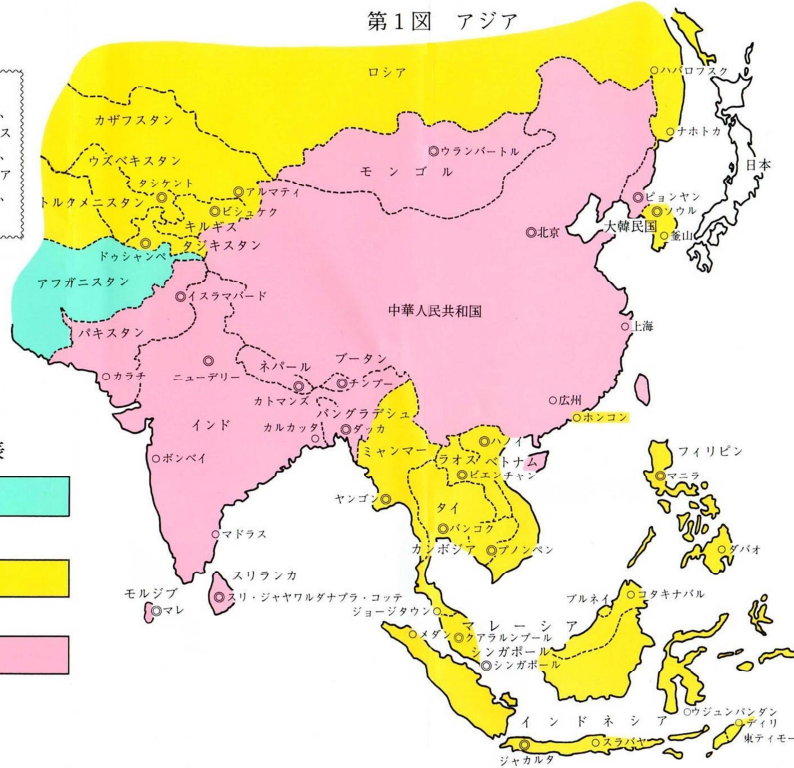 第1図 アジア
ロシア
ハバロフスク
カザフスタン
ナホトカ
ウランバートル
ウズベキスタン
モンゴル
日本
タシケント
アルマティ
トルクメニスタン
ビシュケク
ピョンヤン
ソウル
キルギス
大韓民国
北京
釜山
タジキスタン
ドゥシャンベ
アフガニスタン
イスラマバード
中華人民共和国
上海
パキスタン
ニューデリー
ネパール
ブータン
カラチ
チンプー
カトマンズ
広州
バングラデシュ
ホンコン
インド
カルカッタ
ダッカ
ハノイ
ミャンマー
ラオス
ベトナム
フィリピン
ボンベイ
ビエンチャン
マニラ
ヤンゴン
タイ
マドラス
バンコク
カンボジア
プノンペン
ダバオ
スリランカ
モルジブ
スリ・ジャヤワルダナプラ・コッテ
ブルネイ
コタキナバル
マレ
ジョージタウン
マレーシア
メダン
クアラルンプール
シンガポール
シンガポール
ウジュンパンダン
インドネシア
ディリ
スラバヤ
東ティモー
ジャカルタ
ス
ア
表